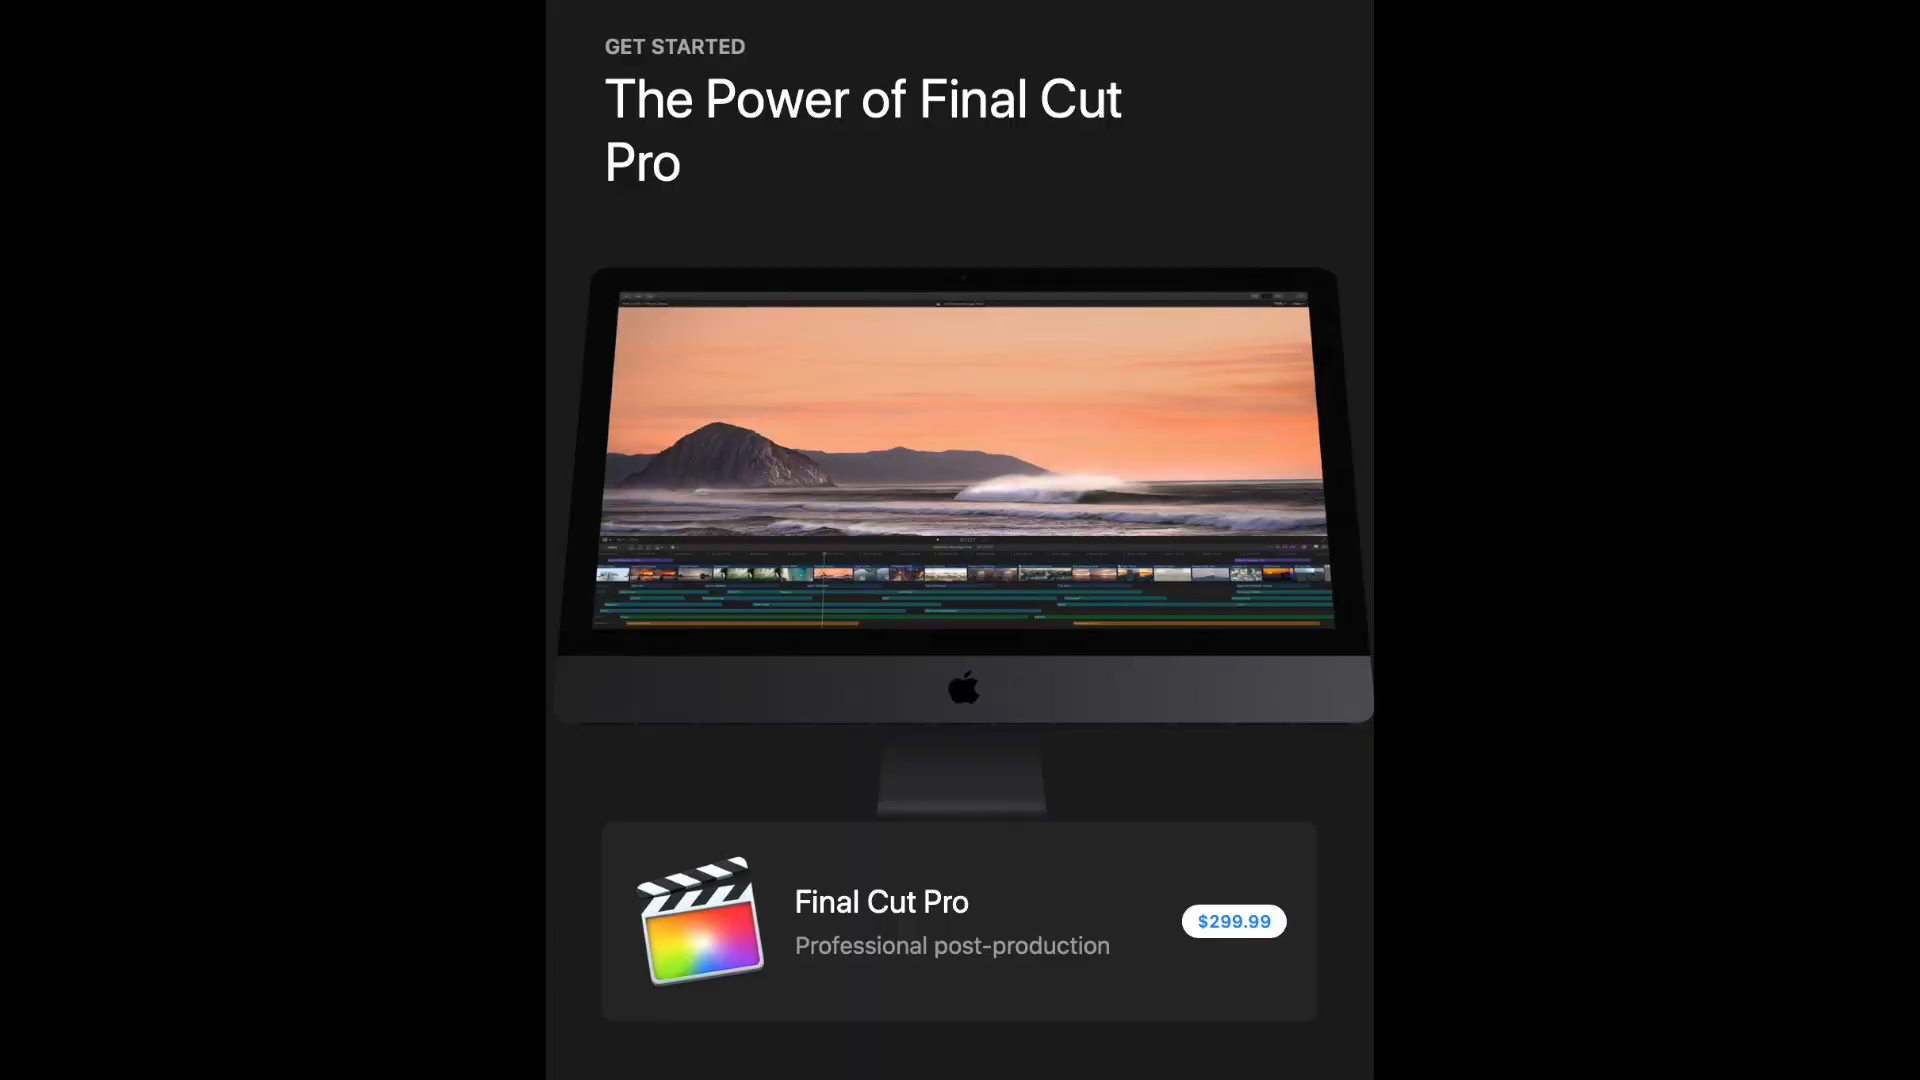 GET STARTED
The Power of Final Cut
Pro
Final Cut Pro
Professional post-production
$299.99